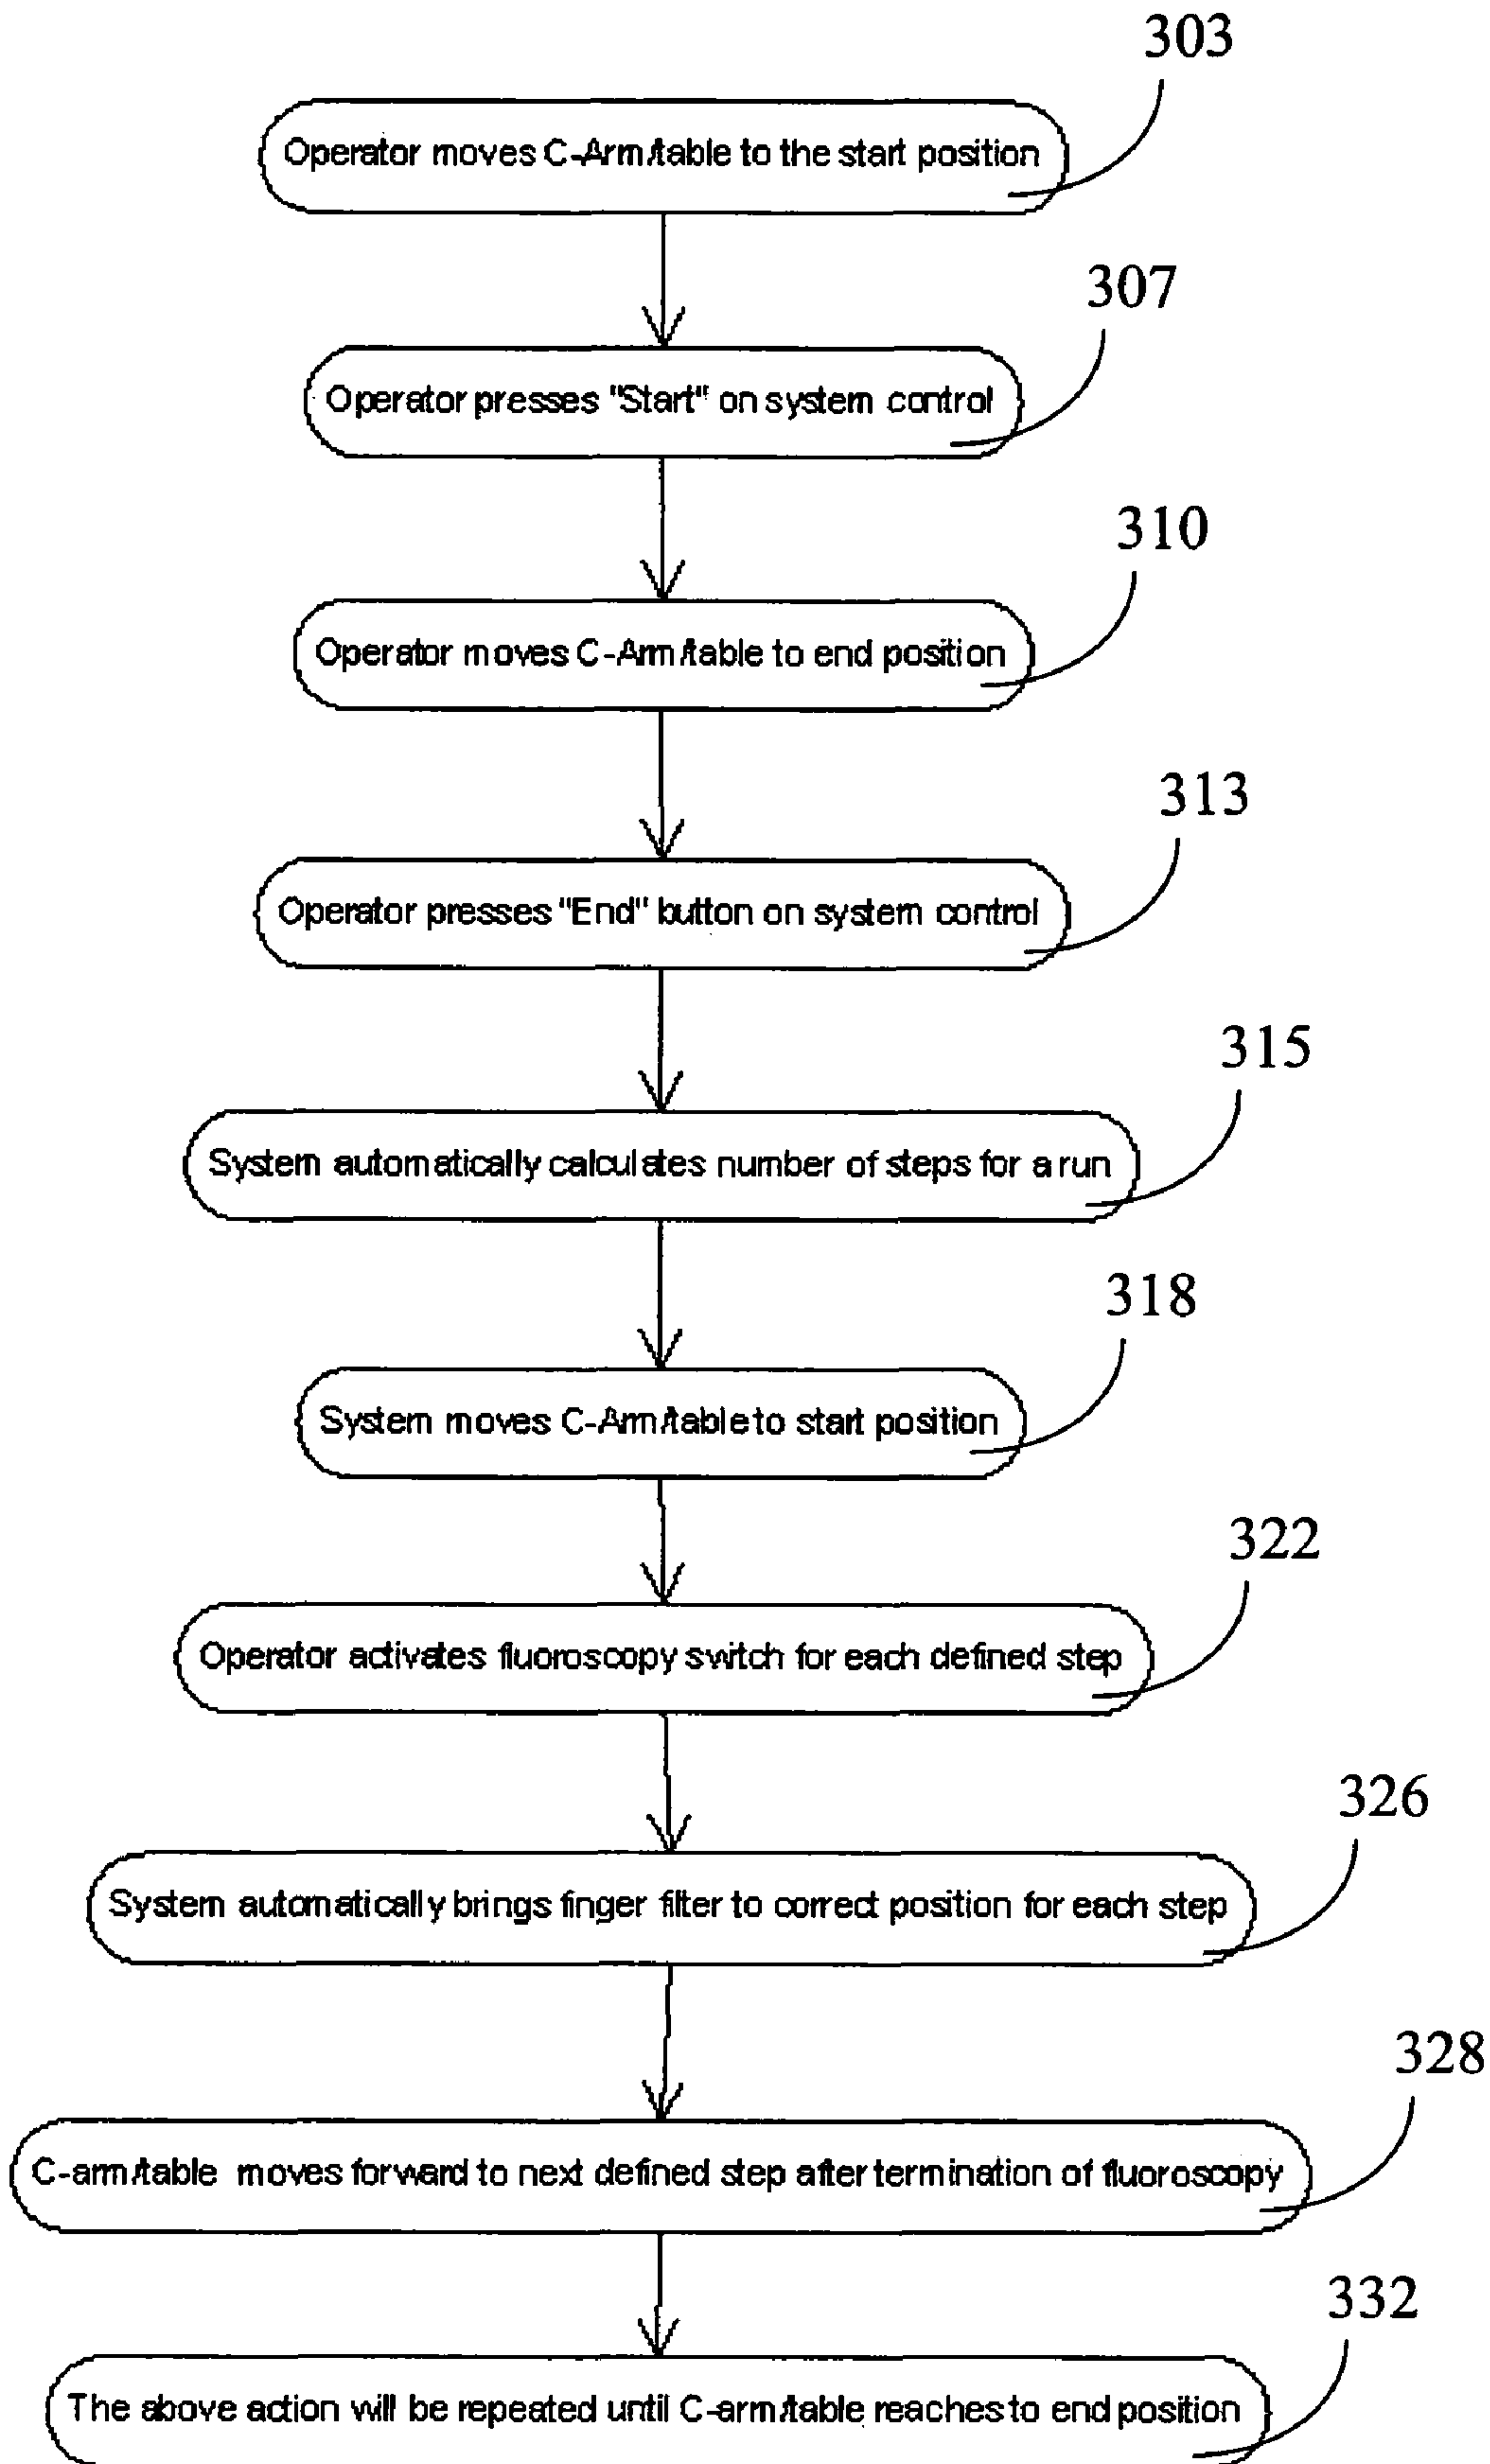 303
Operator moves C-Arm/table to the start position
307
Operator presses "Start" on system control
310
Operator moves C-Arm/table to end position
313
Operator presses "End" button on system control
315
System automatically calculates number of steps for a run
318
System moves C-Arm/table to start position
322
Operator activates fluoroscopy switch for each defined step
326
System automatically brings finger filter to correct position for each step
328
C-arm/table moves forward to next defined step after termination of fluoroscopy
332
The above action will be repeated until C-arm/table reaches to end position